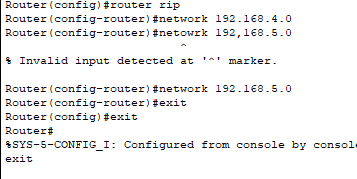 Router(config)#router rip
Router(config-router)#network 192.168.4.0
Router(config-router)#netowrk 192,168.5.0
^
% Invalid input detected at '^' marker.
Router(config-router)#network 192.168.5.0
Router(config-router)#exit
Router(config)#exit
Router#
%SYS-5-CONFIG_I: Configured from console by console
exit